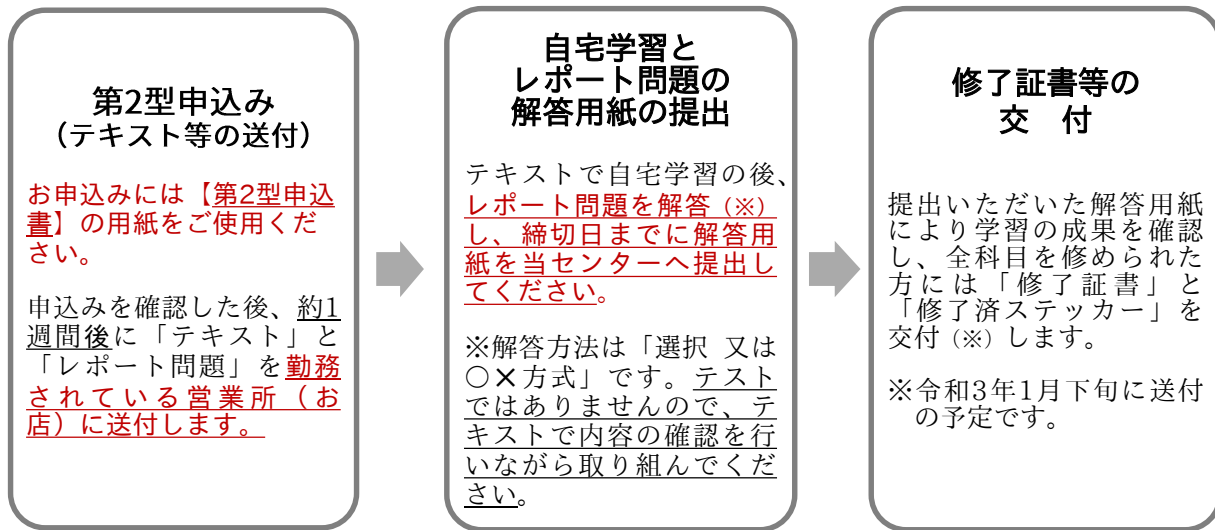 第2型申込み
（テキスト等の送付）
お申込みには【第2型申込
書】の用紙をご使用くだ
さい。
申込みを確認した後、約1
週間後に「テキスト」と
「レポート問題」を勤務
されている営業所（お
店）に送付します。
自宅学習と
レポート問題の
解答用紙の提出
テキストで自宅学習の後、
レポート問題を解答（※）
し、締切日までに解答用
紙を当センターへ提出し
てください。
※解答方法は「選択 又は
○✕方式」です。テスト
ではありませんので、テ
キストで内容の確認を行
いながら取り組んでくだ
さい。
修了証書等の
交　付
提出いただいた解答用紙
により学習の成果を確認
し、全科目を修められた
方には「修了証書」と
「修了済ステッカー」を
交付（※）します。
※令和3年1月下旬に送付
の予定です。